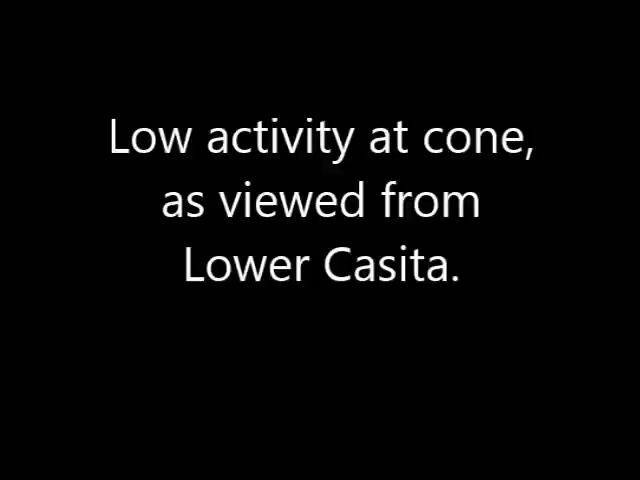 Low activity at cone,
as viewed from
Lower Casita.